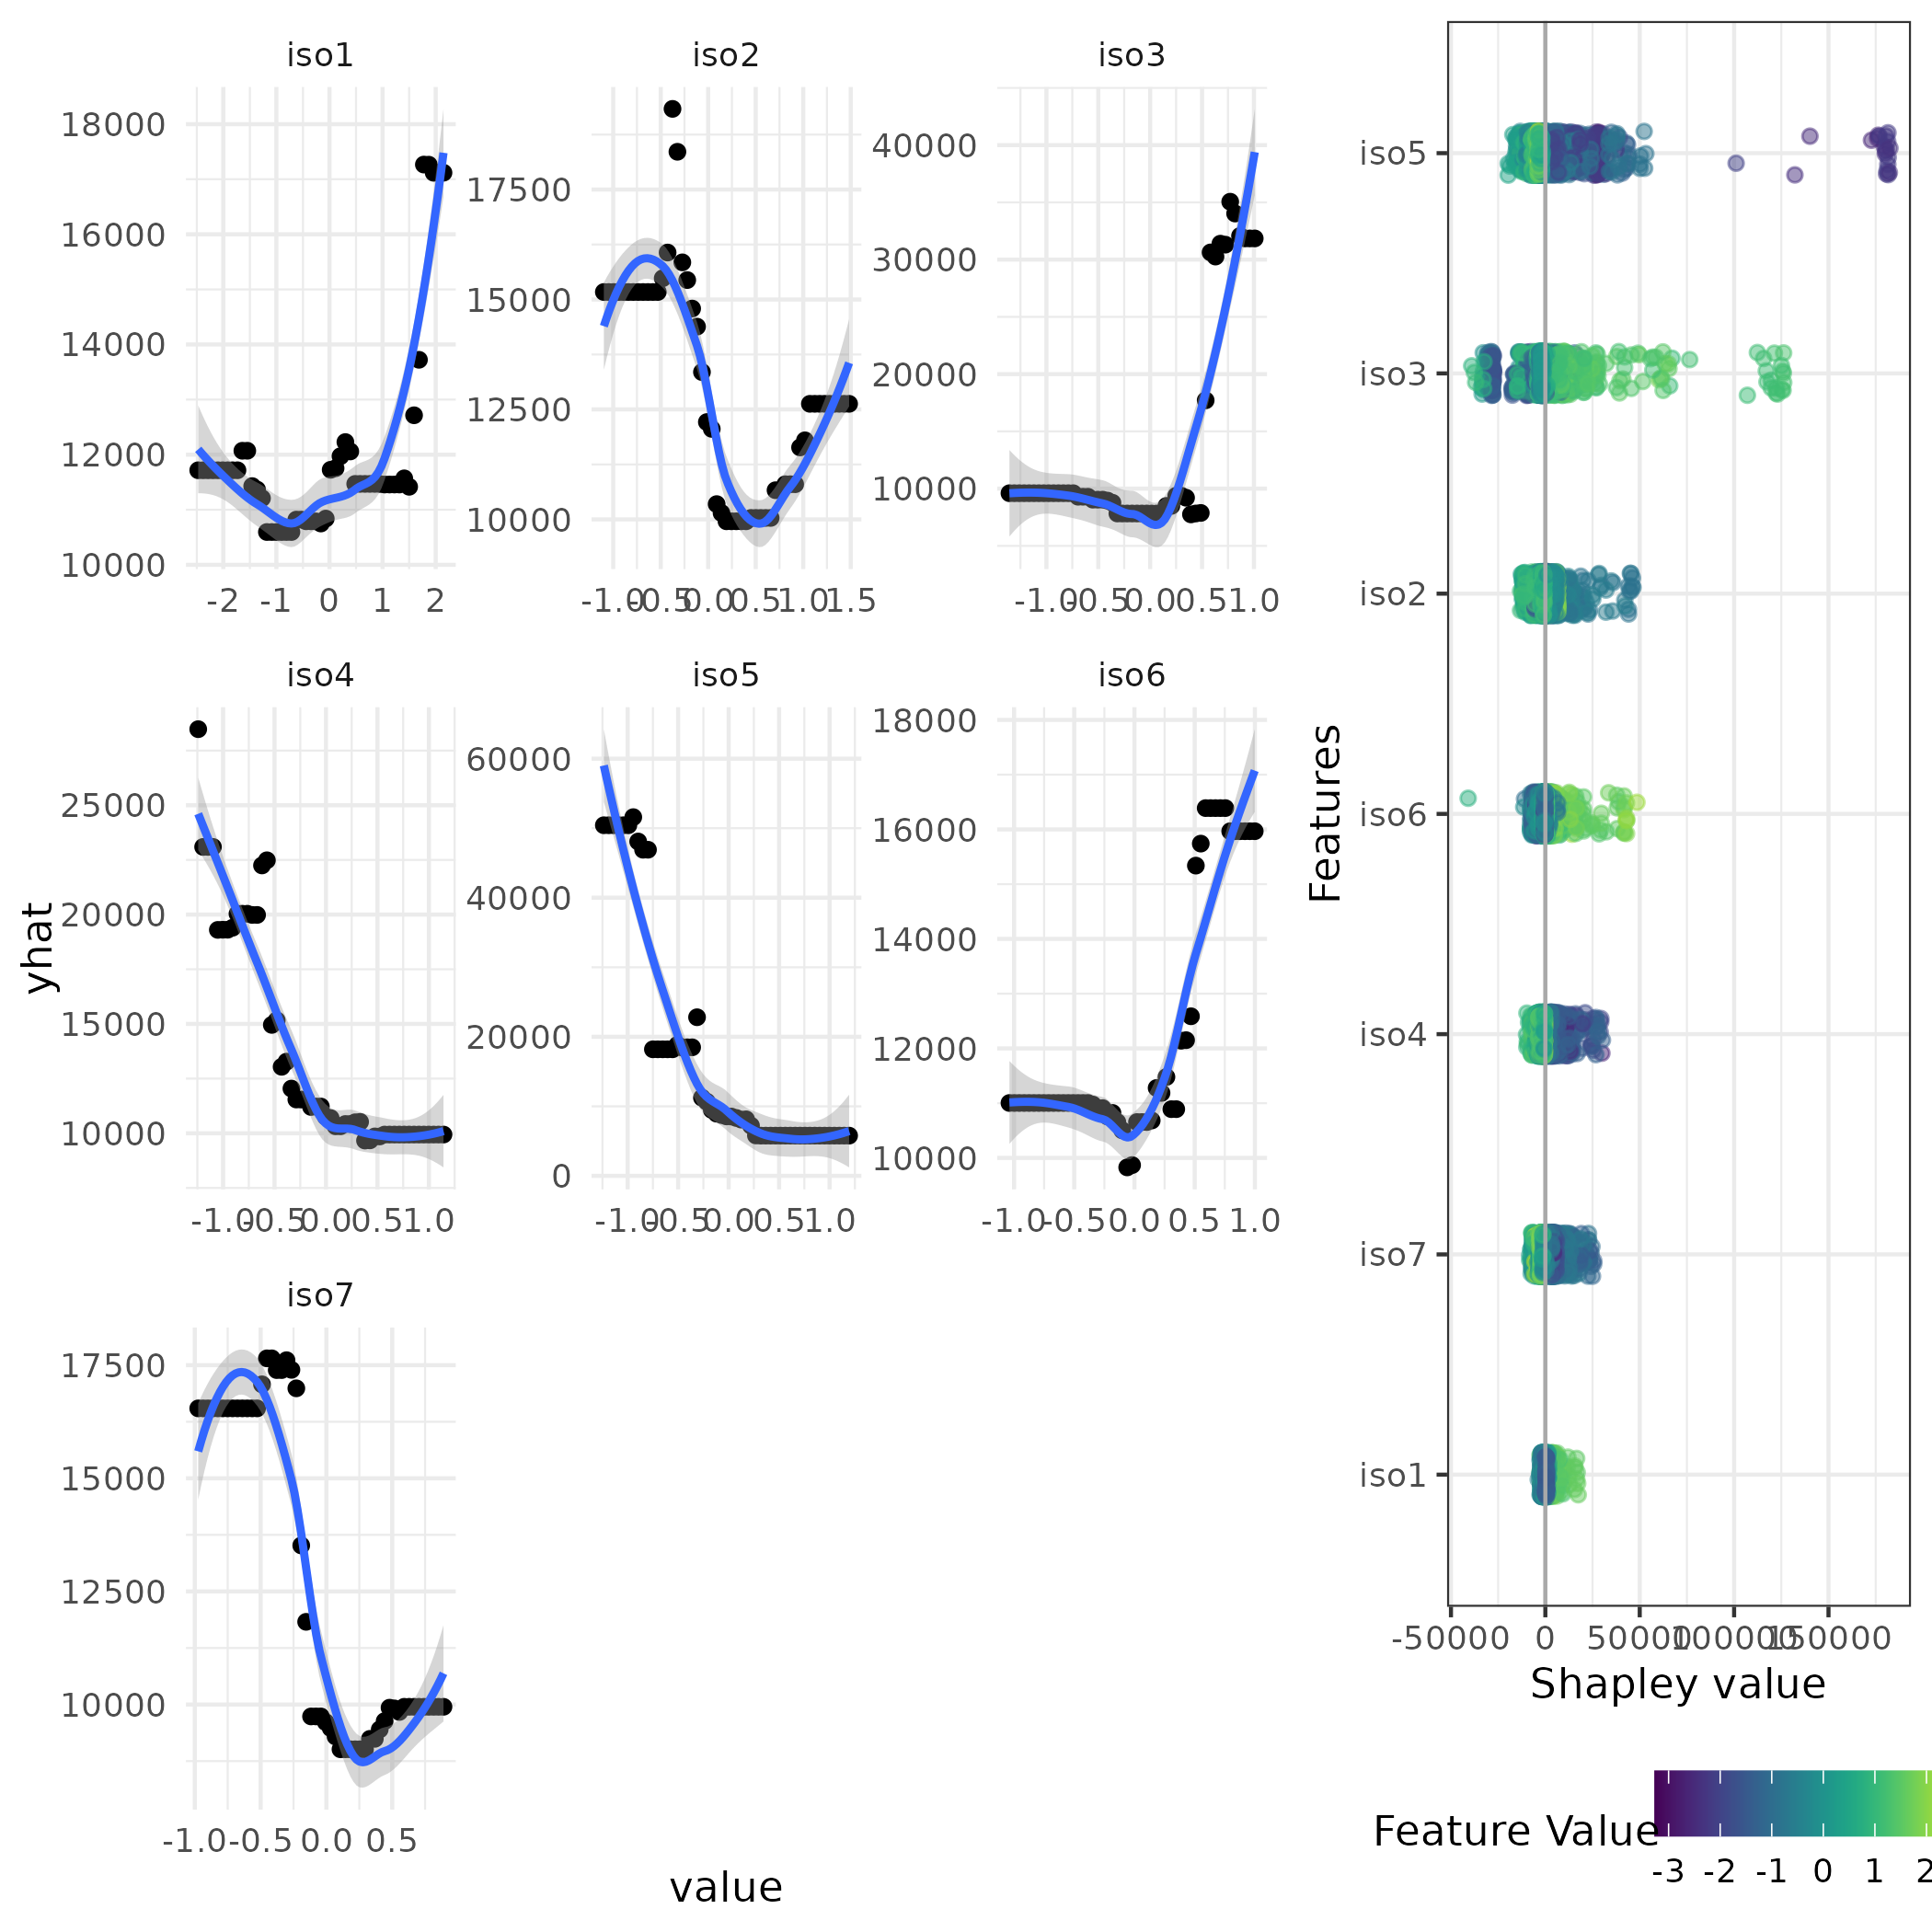 iso1 iso2 iso3
18000
16000
14000
12000
10000
-2 -1 0 1 2
17500
15000
12500
10000
-1.0 -0.5 0.0 0.5 1.0 1.5
40000
30000
20000
10000
-1.0 -0.5 0.0 0.5 1.0
iso4 iso5 iso6
25000
20000
15000
10000
-1.0 -0.5 0.0 0.5 1.0
60000
40000
20000
0
-1.0 -0.5 0.0 0.5 1.0
18000
16000
14000
12000
10000
-1.0 -0.5 0.0 0.5 1.0
iso7
17500
15000
12500
10000
-1.0 -0.5 0.0 0.5
yhat
value
Features
iso5
iso3
iso2
iso6
iso4
iso7
iso1
-50000 0 50000 100000 150000
Shapley value
Feature Value
-3 -2 -1 0 1 2